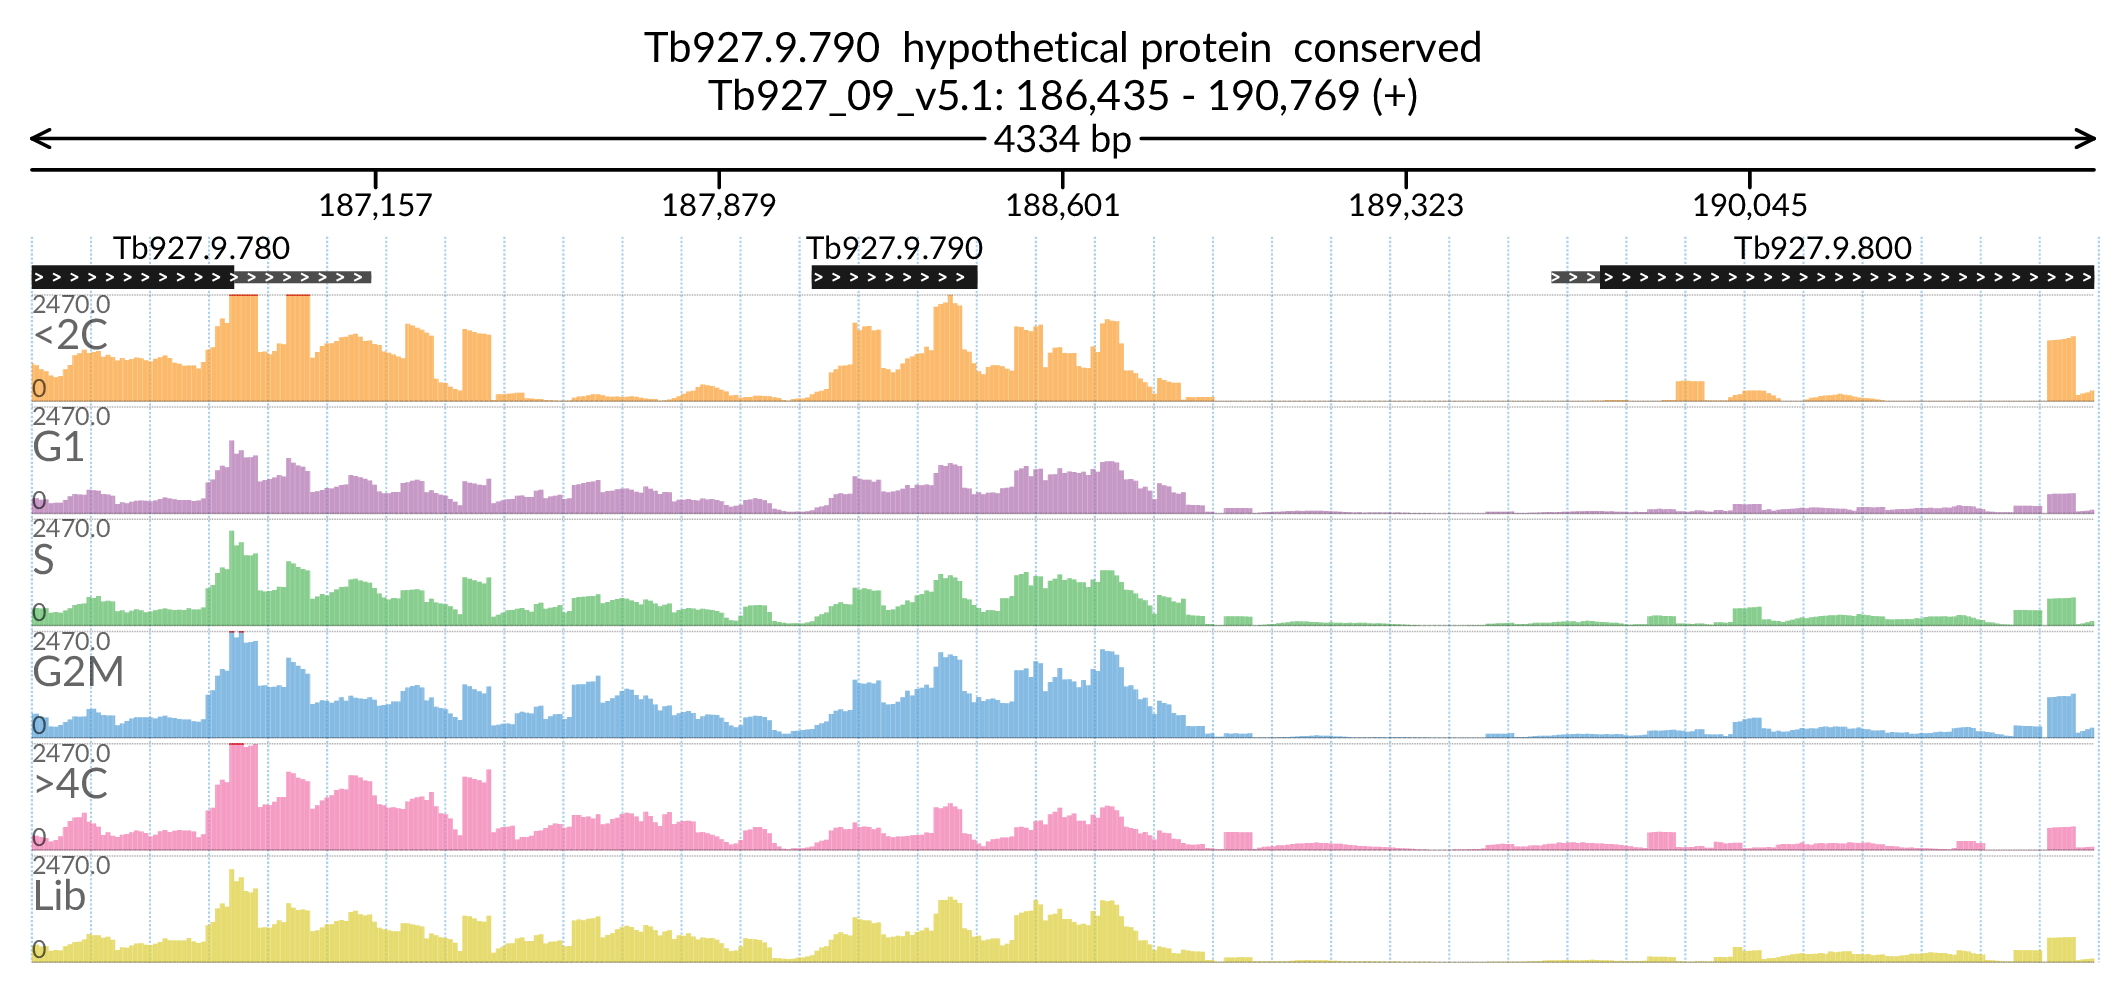 Tb927.9.790 hypothetical protein conserved
Tb927_09_v5.1: 186,435 - 190,769 (+)
4334 bp
187,157 187,879 188,601 189,323 190,045
Tb927.9.780 Tb927.9.790 Tb927.9.800
2470.0
<2C
0
2470.0
G1
0
2470.0
S
0
2470.0
G2M
0
2470.0
>4C
0
2470.0
Lib
0